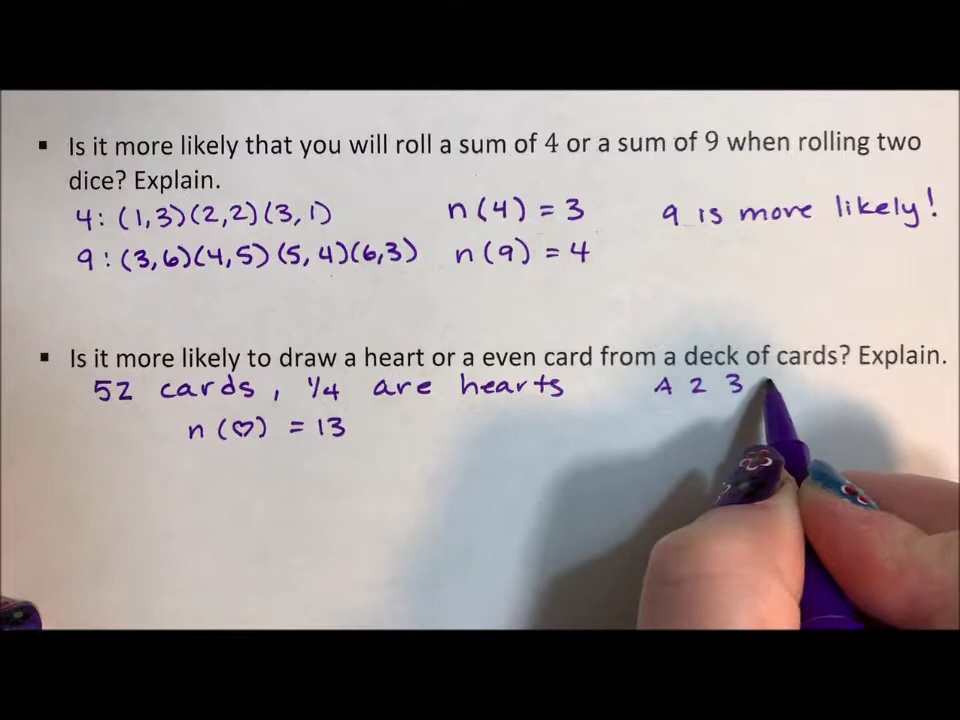 ▪ Is it more likely that you will roll a sum of 4 or a sum of 9 when rolling two
dice? Explain.
4: (1,3)(2,2)(3,1) n(4) = 3 9 is more likely!
9: (3,6)(4,5)(5,4)(6,3) n(9) = 4
▪ Is it more likely to draw a heart or a even card from a deck of cards? Explain.
52 cards, 1/4 are hearts A 2 3
n(♡) = 13